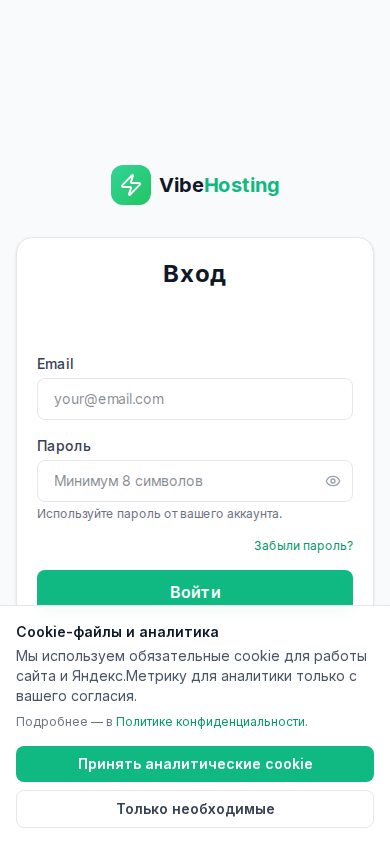 VibeHosting
Вход
Email
your@email.com
Пароль
Минимум 8 символов
Используйте пароль от вашего аккаунта.
Забыли пароль?
Войти
Cookie-файлы и аналитика
Мы используем обязательные cookie для работы
сайта и Яндекс.Метрику для аналитики только с
вашего согласия.
Подробнее — в Политике конфиденциальности.
Принять аналитические cookie
Только необходимые